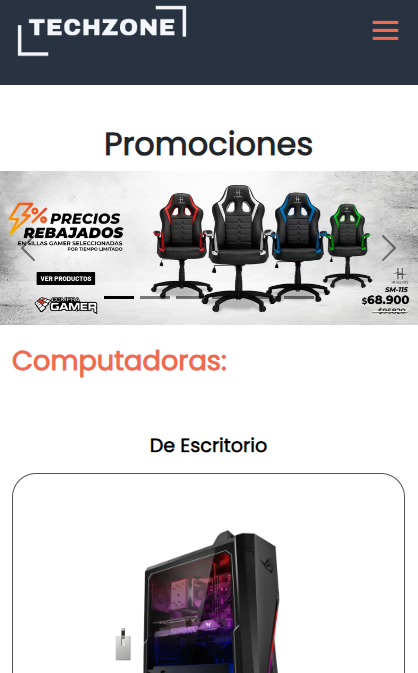 TECHZONE
Promociones
% PRECIOS
REBAJADOS
EN SILLAS GAMER SELECCIONADAS
POR TIEMPO LIMITADO
VER PRODUCTOS
COMPRA
GAMER
SM-115
$68.900
Computadoras:
De Escritorio